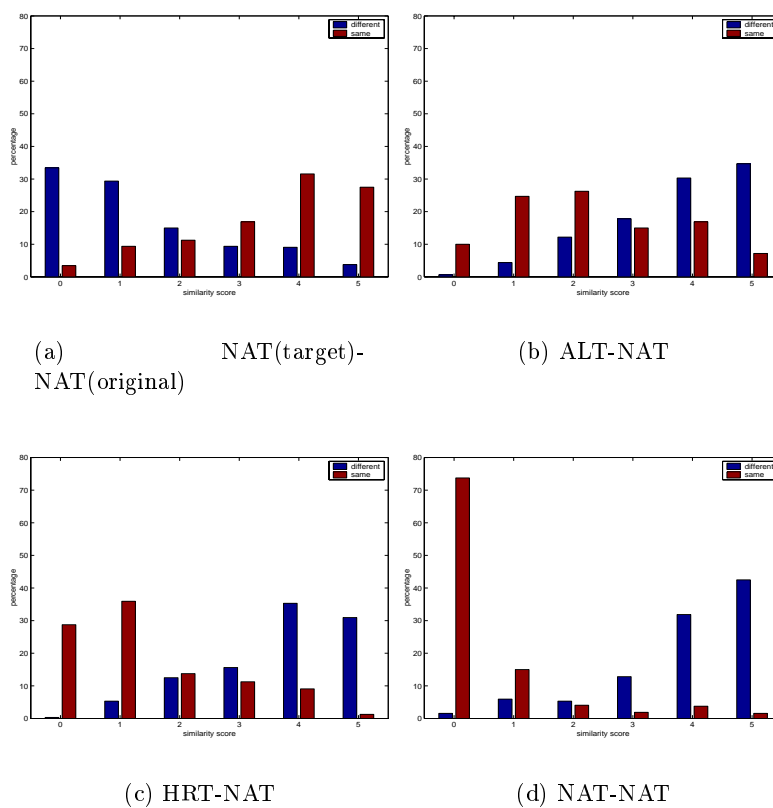 80
70
60
50
40
30
20
10
0
percentage
different
same
0 1 2 3 4 5
similarity score
(a) NAT(target)-
NAT(original)
80
70
60
50
40
30
20
10
0
percentage
different
same
0 1 2 3 4 5
similarity score
(b) ALT-NAT
80
70
60
50
40
30
20
10
0
percentage
different
same
0 1 2 3 4 5
similarity score
(c) HRT-NAT
80
70
60
50
40
30
20
10
0
percentage
different
same
0 1 2 3 4 5
similarity score
(d) NAT-NAT